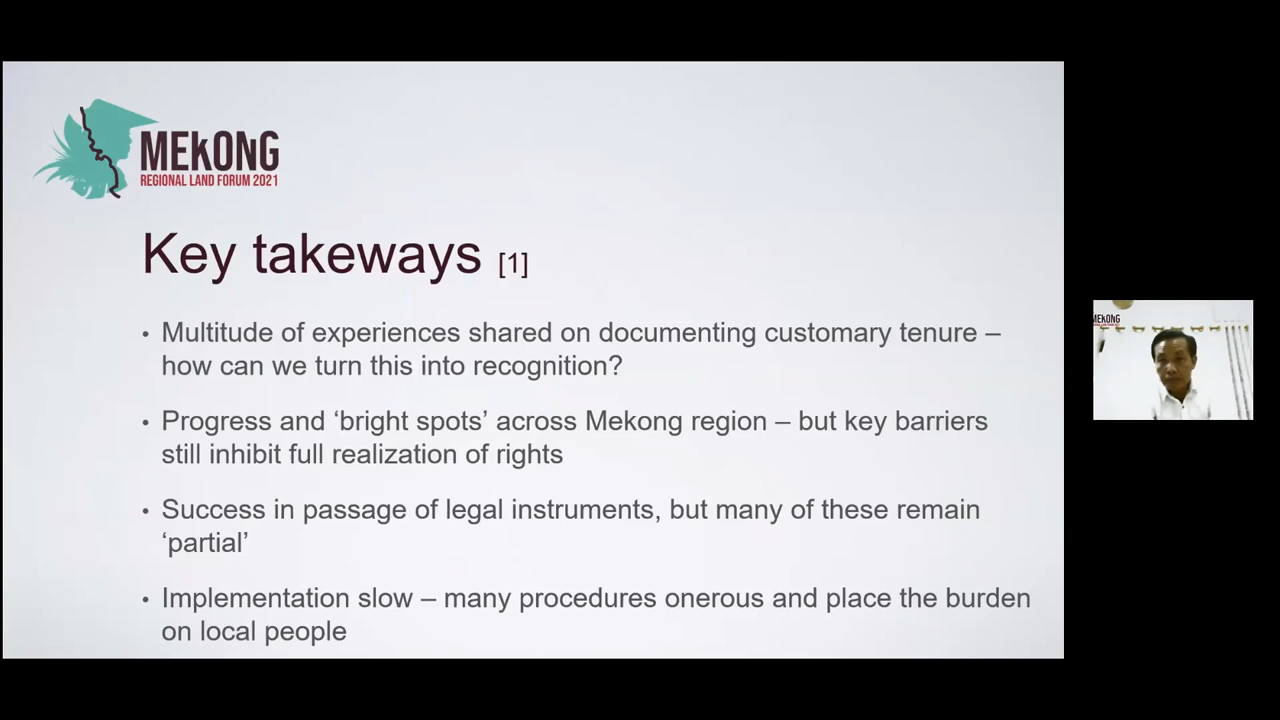 MEKONG
REGIONAL LAND FORUM 2021
Key takeways [1]
• Multitude of experiences shared on documenting customary tenure –
how can we turn this into recognition?
• Progress and ‘bright spots’ across Mekong region – but key barriers
still inhibit full realization of rights
• Success in passage of legal instruments, but many of these remain
‘partial’
• Implementation slow – many procedures onerous and place the burden
on local people
MEKONG